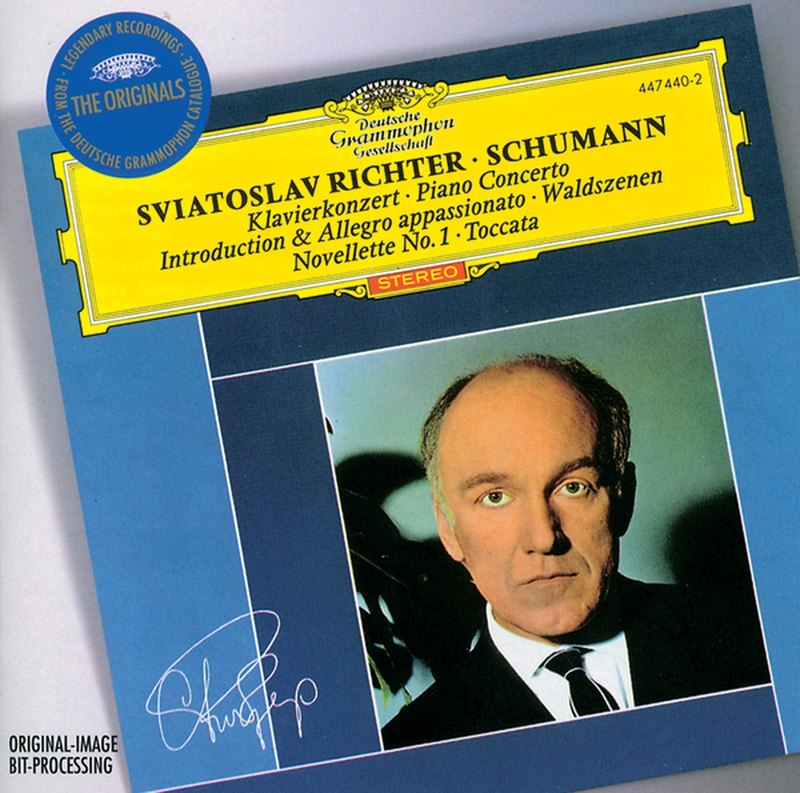 · LEGENDARY RECORDINGS ·
THE ORIGINALS
FROM THE DEUTSCHE GRAMMOPHON CATALOGUE
447 440-2
Deutsche
Grammophon
Gesellschaft
SVIATOSLAV RICHTER · SCHUMANN
Klavierkonzert · Piano Concerto
Introduction & Allegro appassionato · Waldszenen
Novellette No. 1 · Toccata
STEREO
ORIGINAL-IMAGE
BIT-PROCESSING